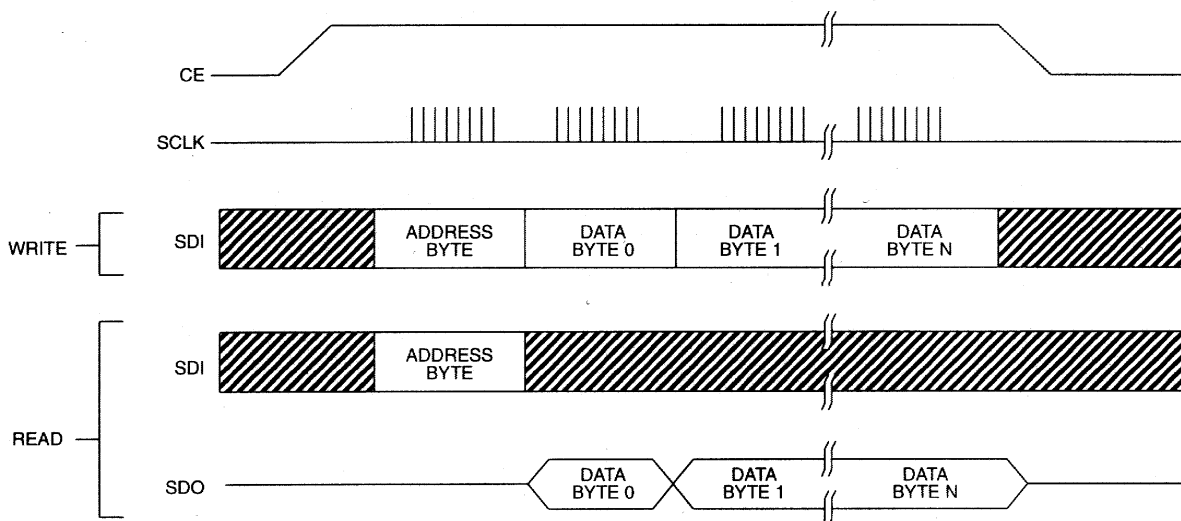 CE
SCLK
WRITE
SDI
ADDRESS
BYTE
DATA
BYTE 0
DATA
BYTE 1
DATA
BYTE N
READ
SDI
ADDRESS
BYTE
SDO
DATA
BYTE 0
DATA
BYTE 1
DATA
BYTE N